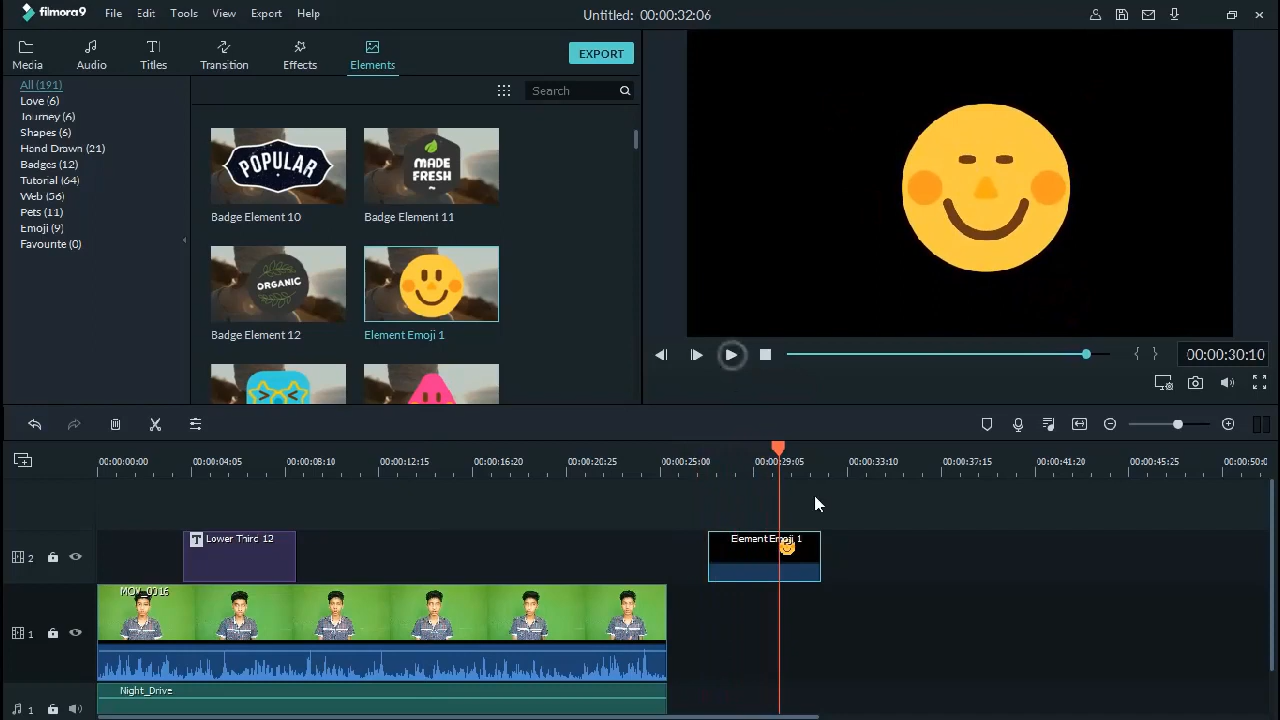 filmora9 File Edit Tools View Export Help Untitled: 00:00:32:06
Media Audio Titles Transition Effects Elements EXPORT
All (191)
Love (6)
Journey (6)
Shapes (6)
Hand Drawn (21)
Badges (12)
Tutorial (64)
Web (56)
Pets (11)
Emoji (9)
Favourite (0)
Search
POPULAR
MADE
FRESH
Badge Element 10 Badge Element 11
ORGANIC
Badge Element 12 Element Emoji 1
00:00:30:10
00:00:00:00 00:00:04:05 00:00:08:10 00:00:12:15 00:00:16:20 00:00:20:25 00:00:25:00 00:00:29:05 00:00:33:10 00:00:37:15 00:00:41:20 00:00:45:25 00:00:50:0
2 T Lower Third 12 Element Emoji 1
MOV_0016
1
Night_Drive
1